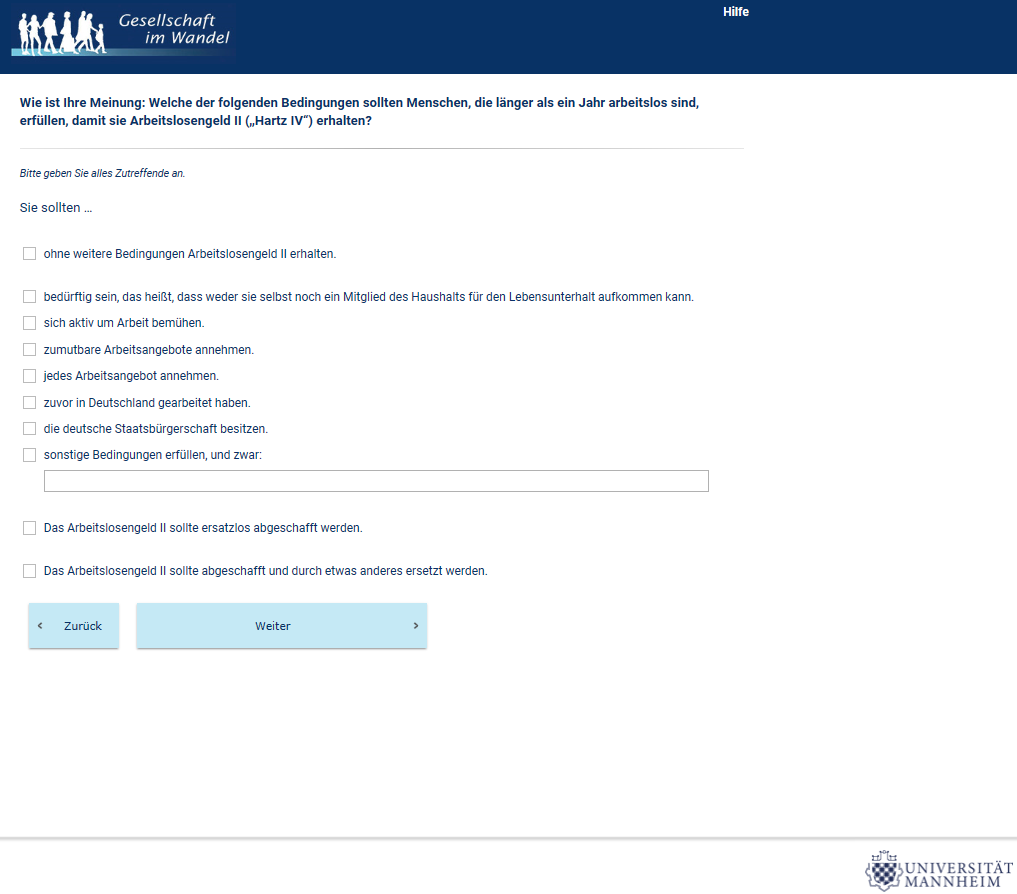 Gesellschaft
im Wandel
Hilfe
Wie ist Ihre Meinung: Welche der folgenden Bedingungen sollten Menschen, die länger als ein Jahr arbeitslos sind,
erfüllen, damit sie Arbeitslosengeld II („Hartz IV“) erhalten?
Bitte geben Sie alles Zutreffende an.
Sie sollten ...
ohne weitere Bedingungen Arbeitslosengeld II erhalten.
bedürftig sein, das heißt, dass weder sie selbst noch ein Mitglied des Haushalts für den Lebensunterhalt aufkommen kann.
sich aktiv um Arbeit bemühen.
zumutbare Arbeitsangebote annehmen.
jedes Arbeitsangebot annehmen.
zuvor in Deutschland gearbeitet haben.
die deutsche Staatsbürgerschaft besitzen.
sonstige Bedingungen erfüllen, und zwar:
Das Arbeitslosengeld II sollte ersatzlos abgeschafft werden.
Das Arbeitslosengeld II sollte abgeschafft und durch etwas anderes ersetzt werden.
‹ Zurück
Weiter ›
UNIVERSITÄT
MANNHEIM